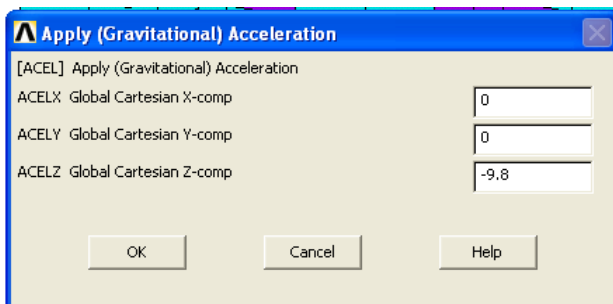 Apply (Gravitational) Acceleration
[ACEL] Apply (Gravitational) Acceleration
ACELX Global Cartesian X-comp 0
ACELY Global Cartesian Y-comp 0
ACELZ Global Cartesian Z-comp -9.8
OK Cancel Help